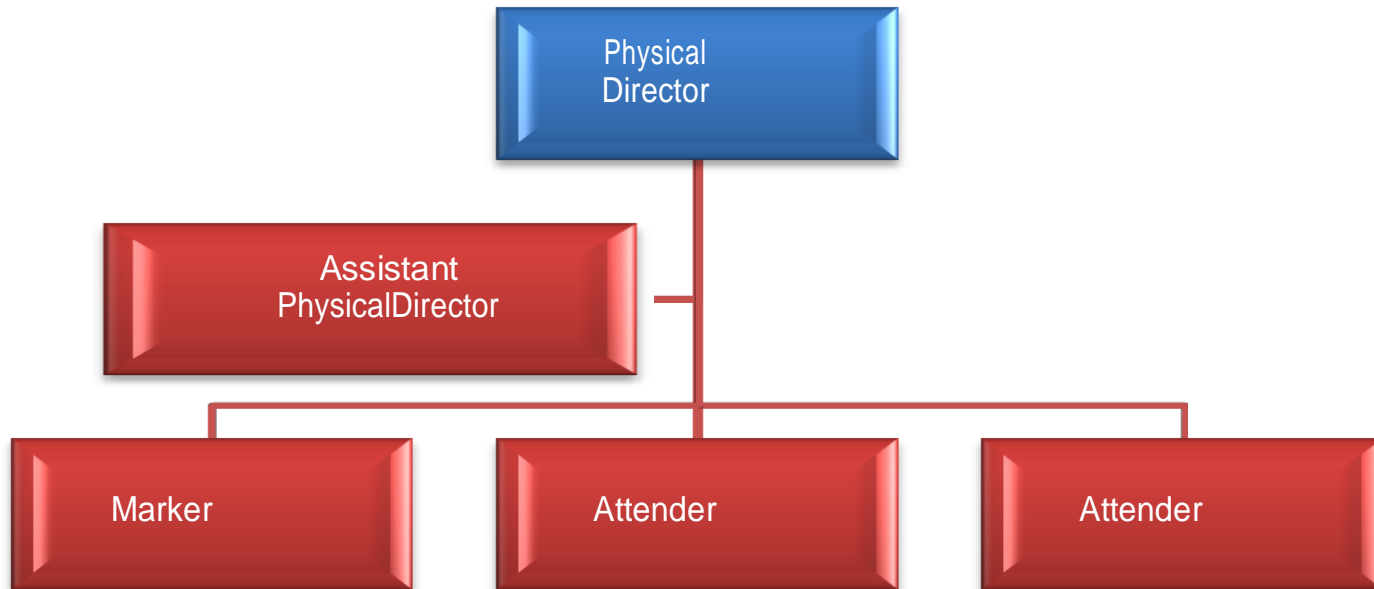 Physical
Director
Assistant
PhysicalDirector
Marker
Attender
Attender